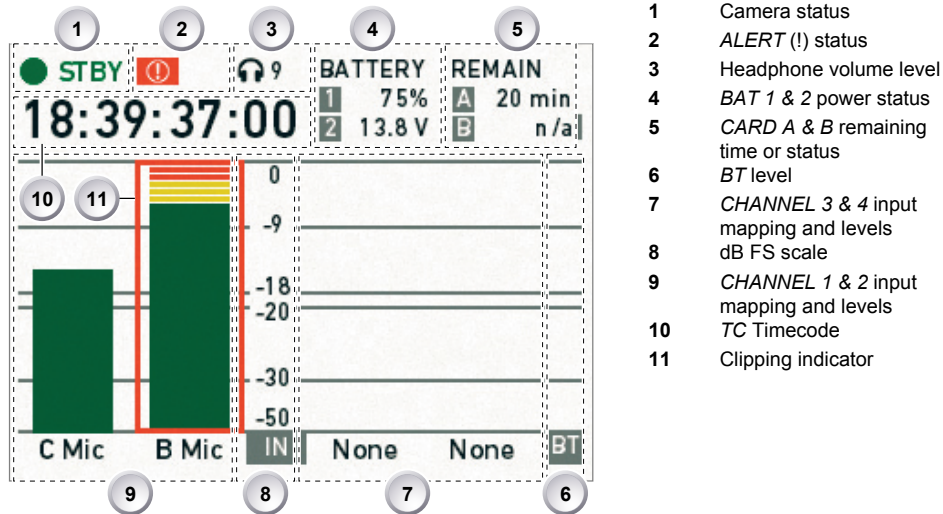 1 2 3 4 5
STBY ! 9 BATTERY REMAIN
1 75% A 20 min
18:39:37:00 2 13.8 V B n/a
10 11
0
-9
-18
-20
-30
-50
C Mic B Mic IN None None BT
9 8 7 6
1 Camera status
2 ALERT (!) status
3 Headphone volume level
4 BAT 1 & 2 power status
5 CARD A & B remaining
time or status
6 BT level
7 CHANNEL 3 & 4 input
mapping and levels
8 dB FS scale
9 CHANNEL 1 & 2 input
mapping and levels
10 TC Timecode
11 Clipping indicator